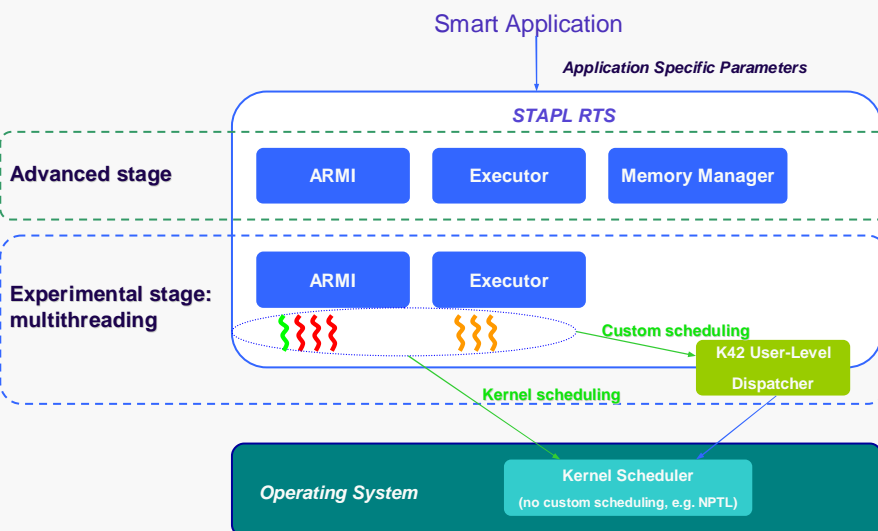 Smart Application
Application Specific Parameters
STAPL RTS
Advanced stage
ARMI
Executor
Memory Manager
Experimental stage:
multithreading
ARMI
Executor
Custom scheduling
K42 User-Level
Dispatcher
Kernel scheduling
Operating System
Kernel Scheduler
(no custom scheduling, e.g. NPTL)